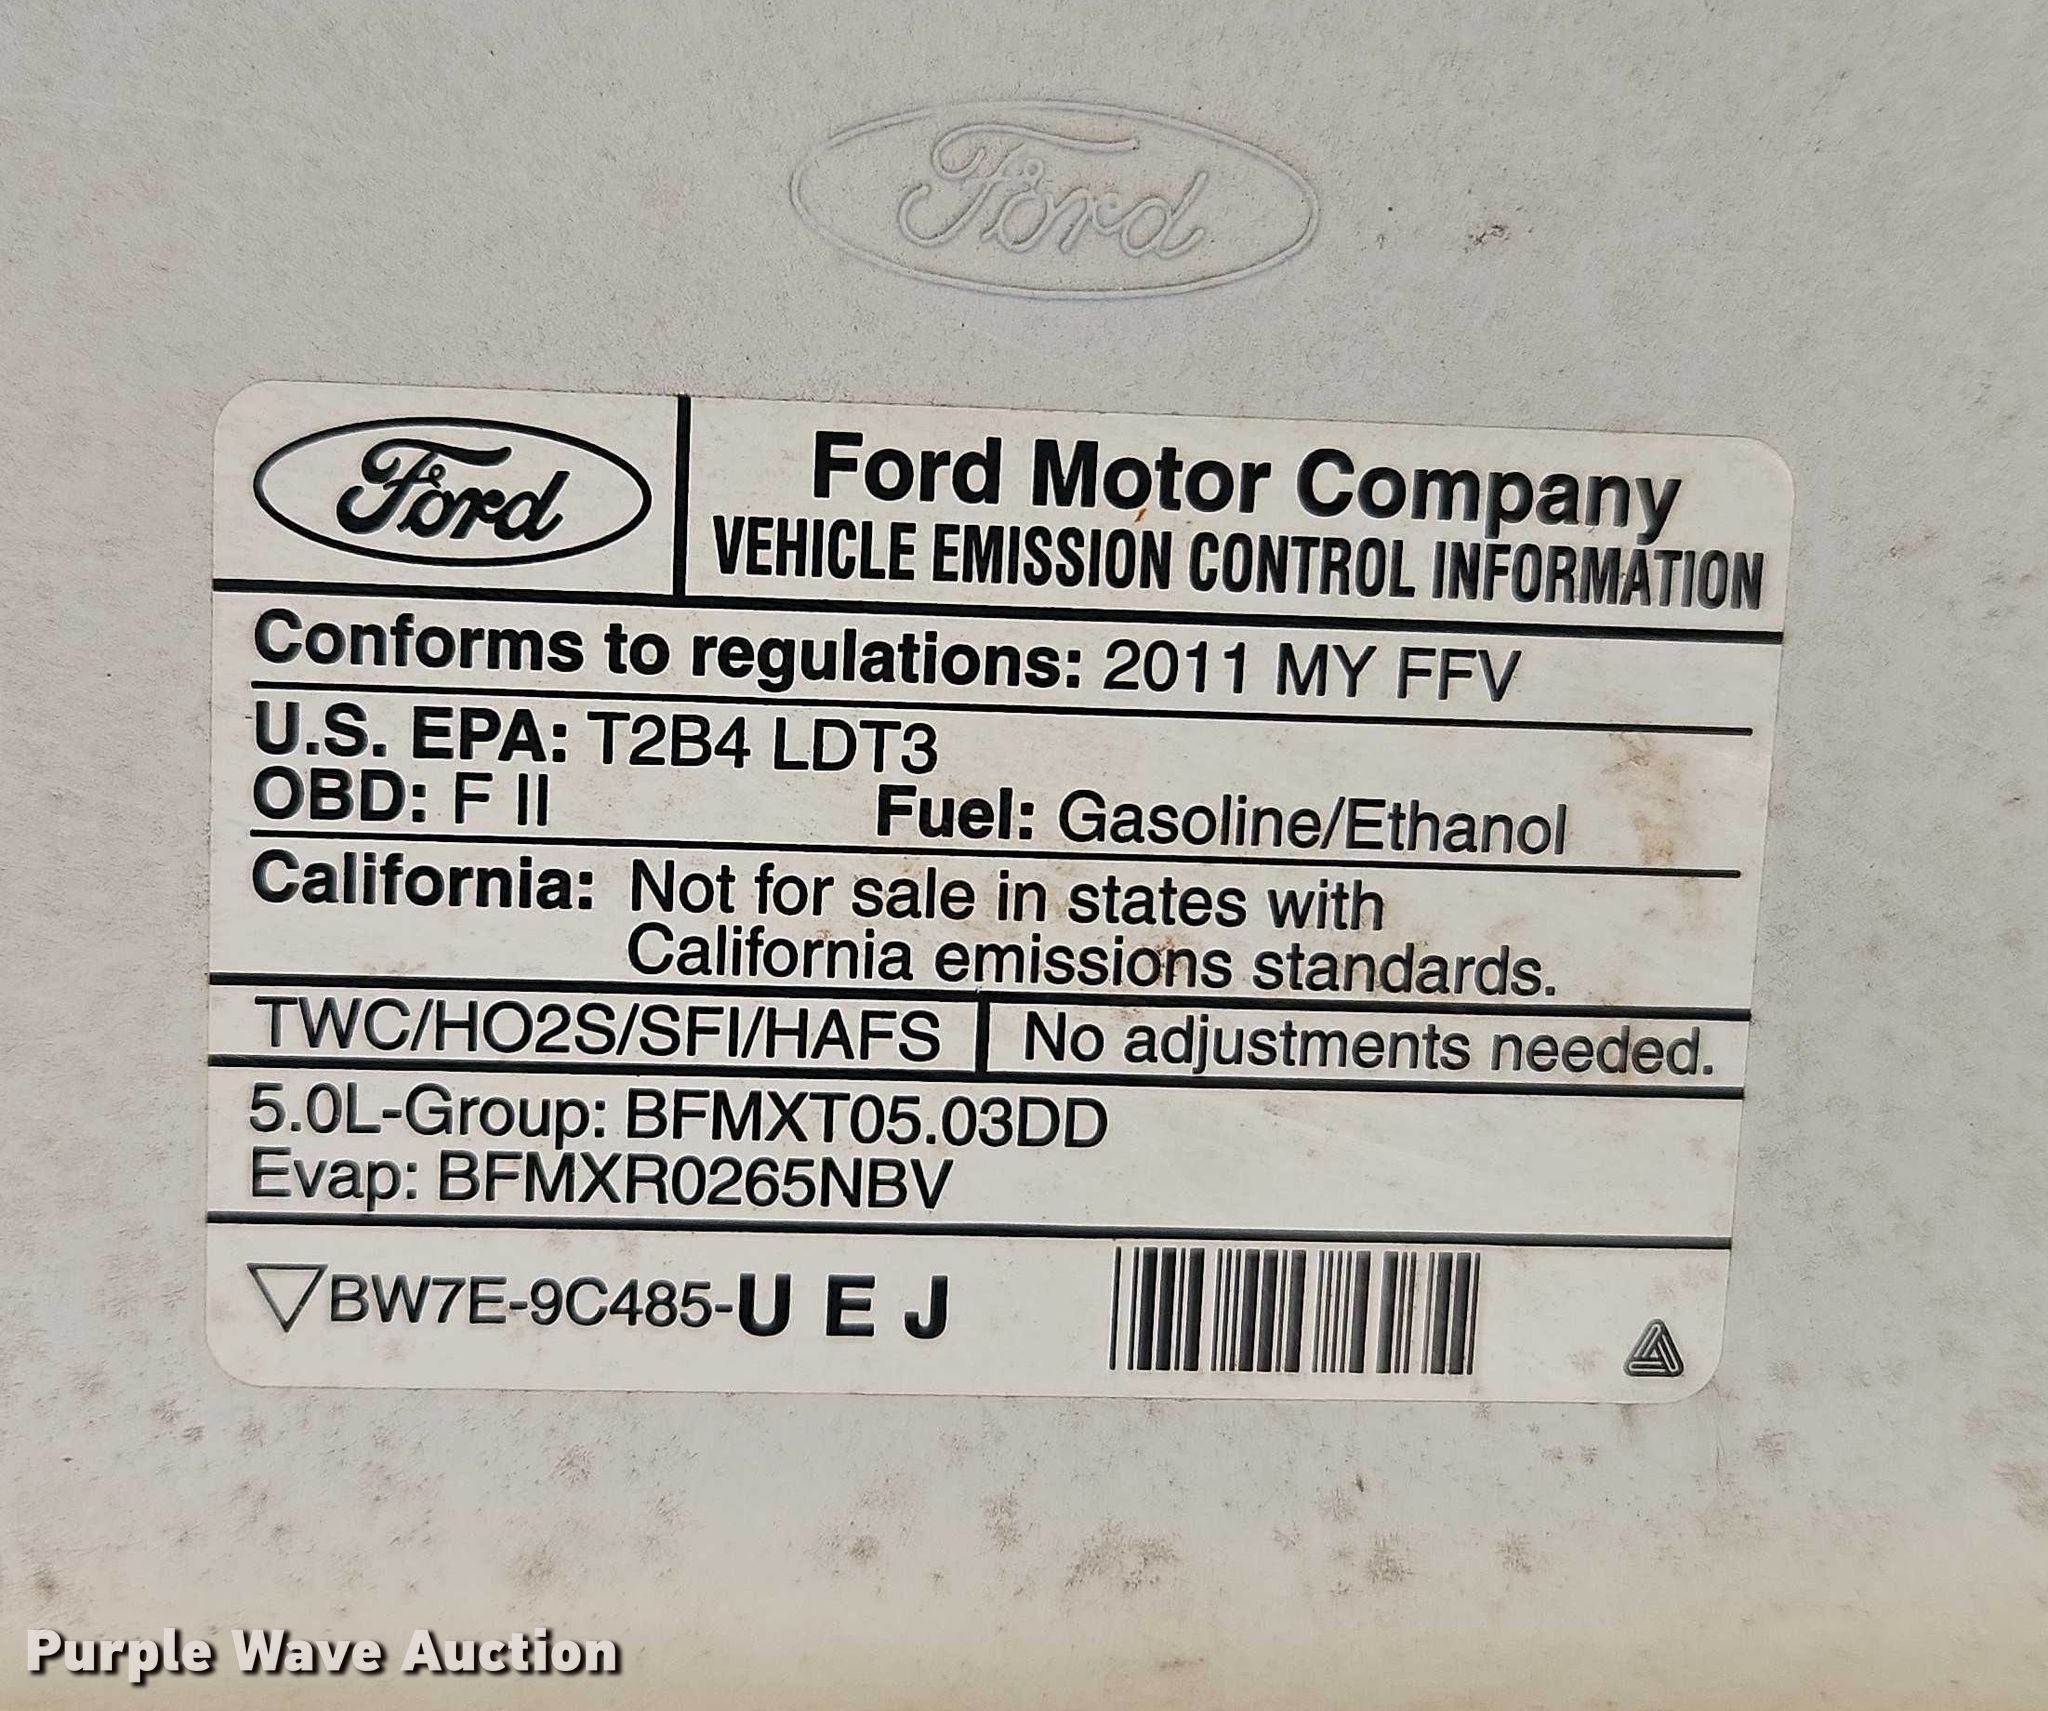 Ford
Ford
Ford Motor Company
VEHICLE EMISSION CONTROL INFORMATION
Conforms to regulations: 2011 MY FFV
U.S. EPA: T2B4 LDT3
OBD: F II Fuel: Gasoline/Ethanol
California: Not for sale in states with
California emissions standards.
TWC/HO2S/SFI/HAFS No adjustments needed.
5.0L-Group: BFMXT05.03DD
Evap: BFMXR0265NBV
BW7E-9C485-U E J
Purple Wave Auction